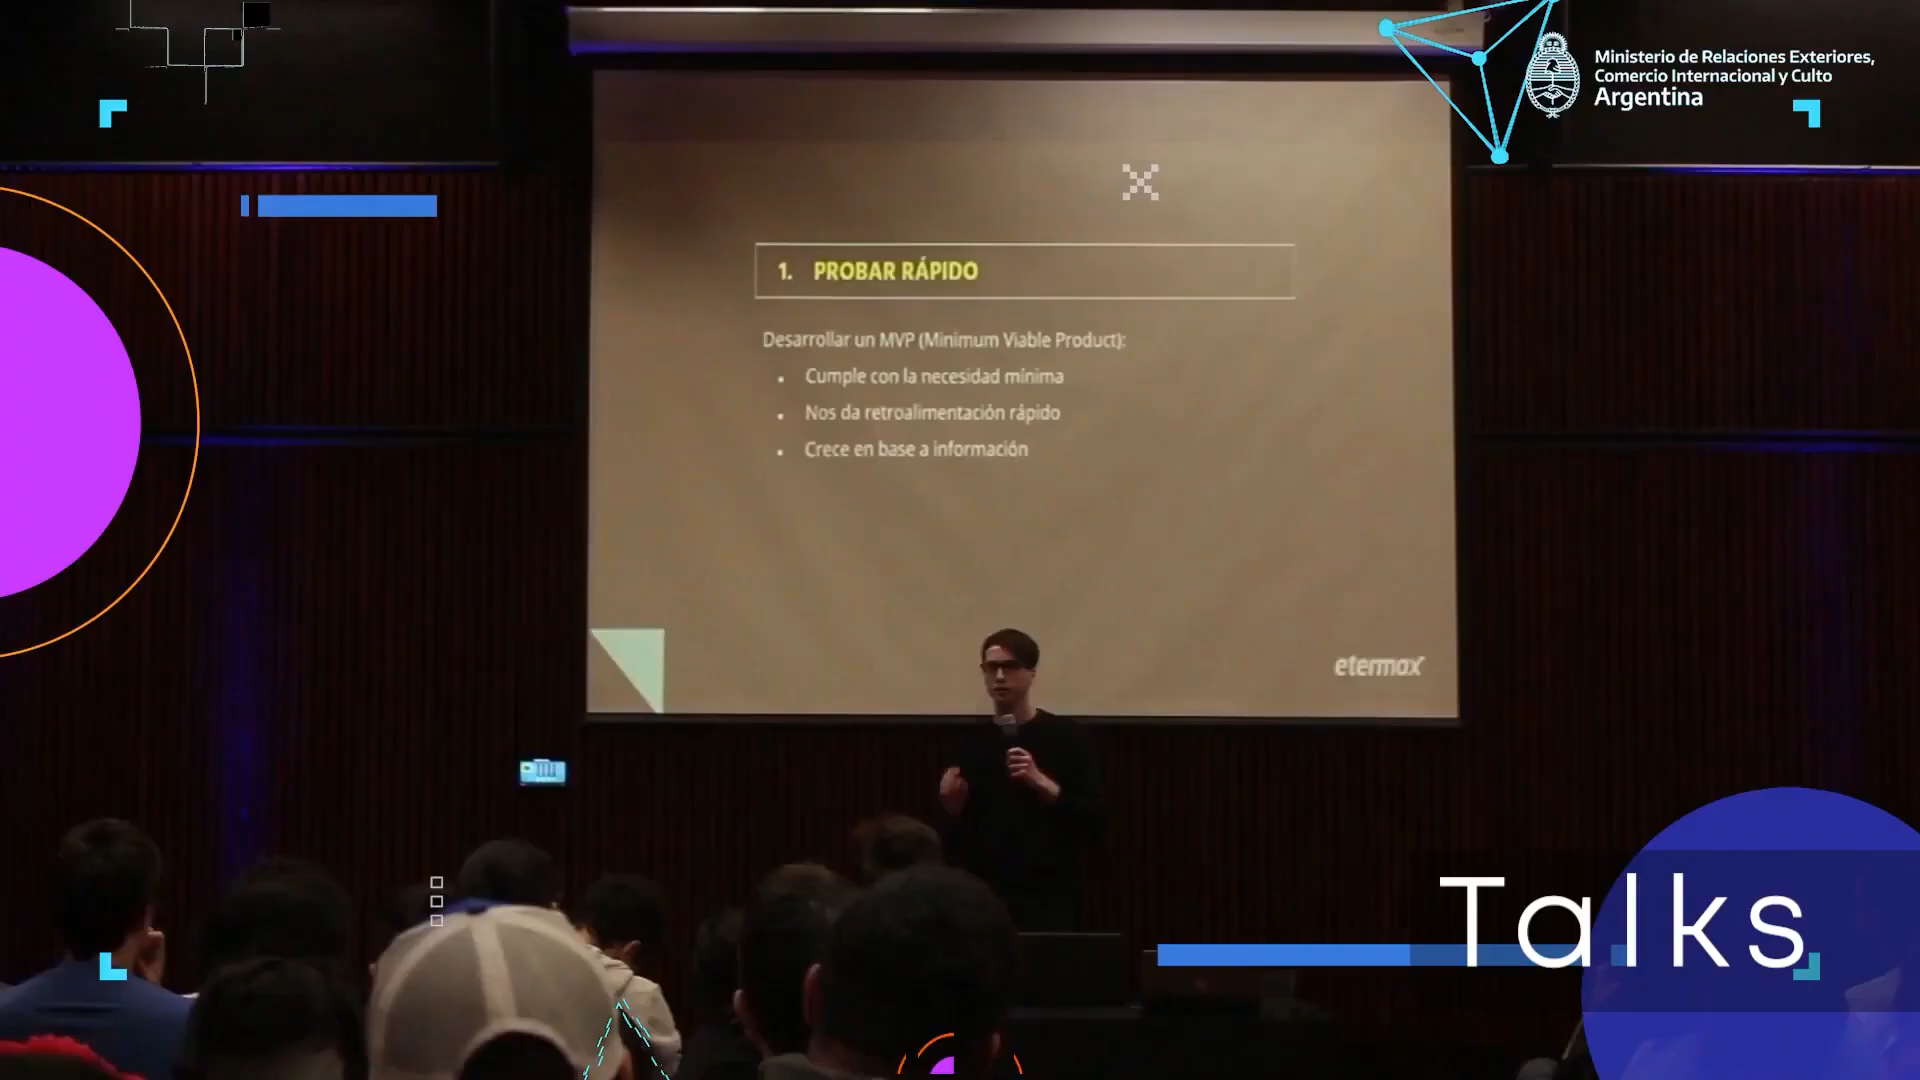 Ministerio de Relaciones Exteriores,
Comercio Internacional y Culto
Argentina
1. PROBAR RÁPIDO
Desarrollar un MVP (Minimum Viable Product):
• Cumple con la necesidad mínima
• Nos da retroalimentación rápido
• Crece en base a información
etermax
Talks